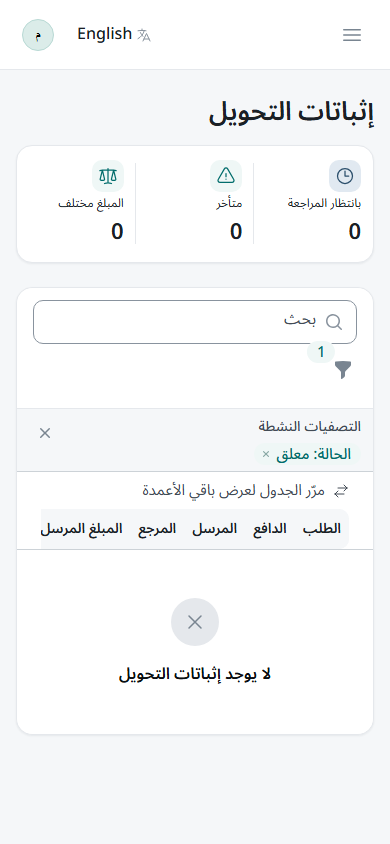 م
English
إثباتات التحويل
بانتظار المراجعة
0
متأخر
0
المبلغ مختلف
0
بحث
1
التصفيات النشطة
الحالة: معلق
مرّر الجدول لعرض باقي الأعمدة
الطلب الدافع المرسل المرجع المبلغ المرسل
لا يوجد إثباتات التحويل